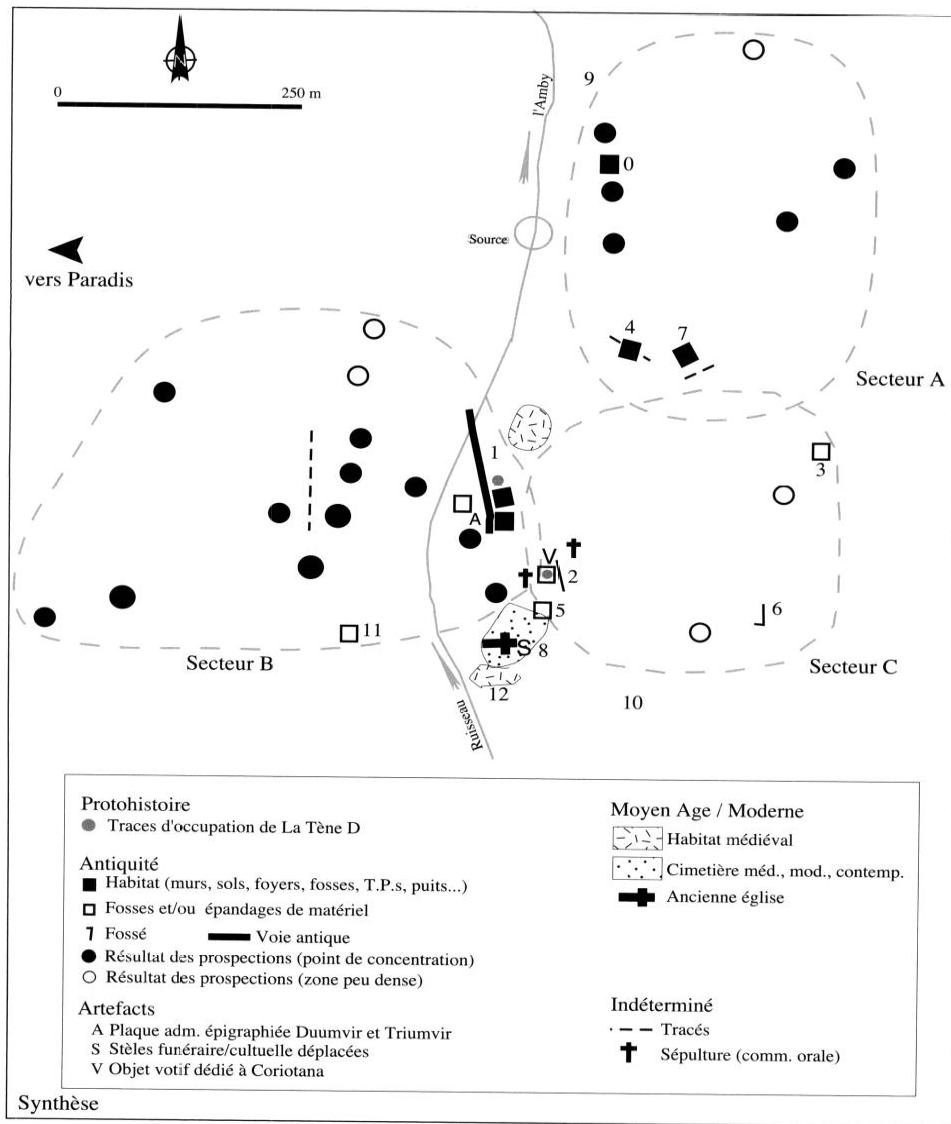 N
0 250 m
l'Amby
9
0
Source
vers Paradis
4 7
Secteur A
1
3
A
V
2
5
6
11
S 8
Secteur B
Secteur C
12
10
Ruisseau
Protohistoire
Traces d'occupation de La Tène D
Antiquité
Habitat (murs, sols, foyers, fosses, T.P.s, puits...)
Fosses et/ou épandages de matériel
Fossé Voie antique
Résultat des prospections (point de concentration)
Résultat des prospections (zone peu dense)
Artefacts
A Plaque adm. épigraphiée Duumvir et Triumvir
S Stèles funéraire/cultuelle déplacées
V Objet votif dédié à Coriotana
Moyen Age / Moderne
Habitat médiéval
Cimetière méd., mod., contemp.
Ancienne église
Indéterminé
Tracés
Sépulture (comm. orale)
Synthèse